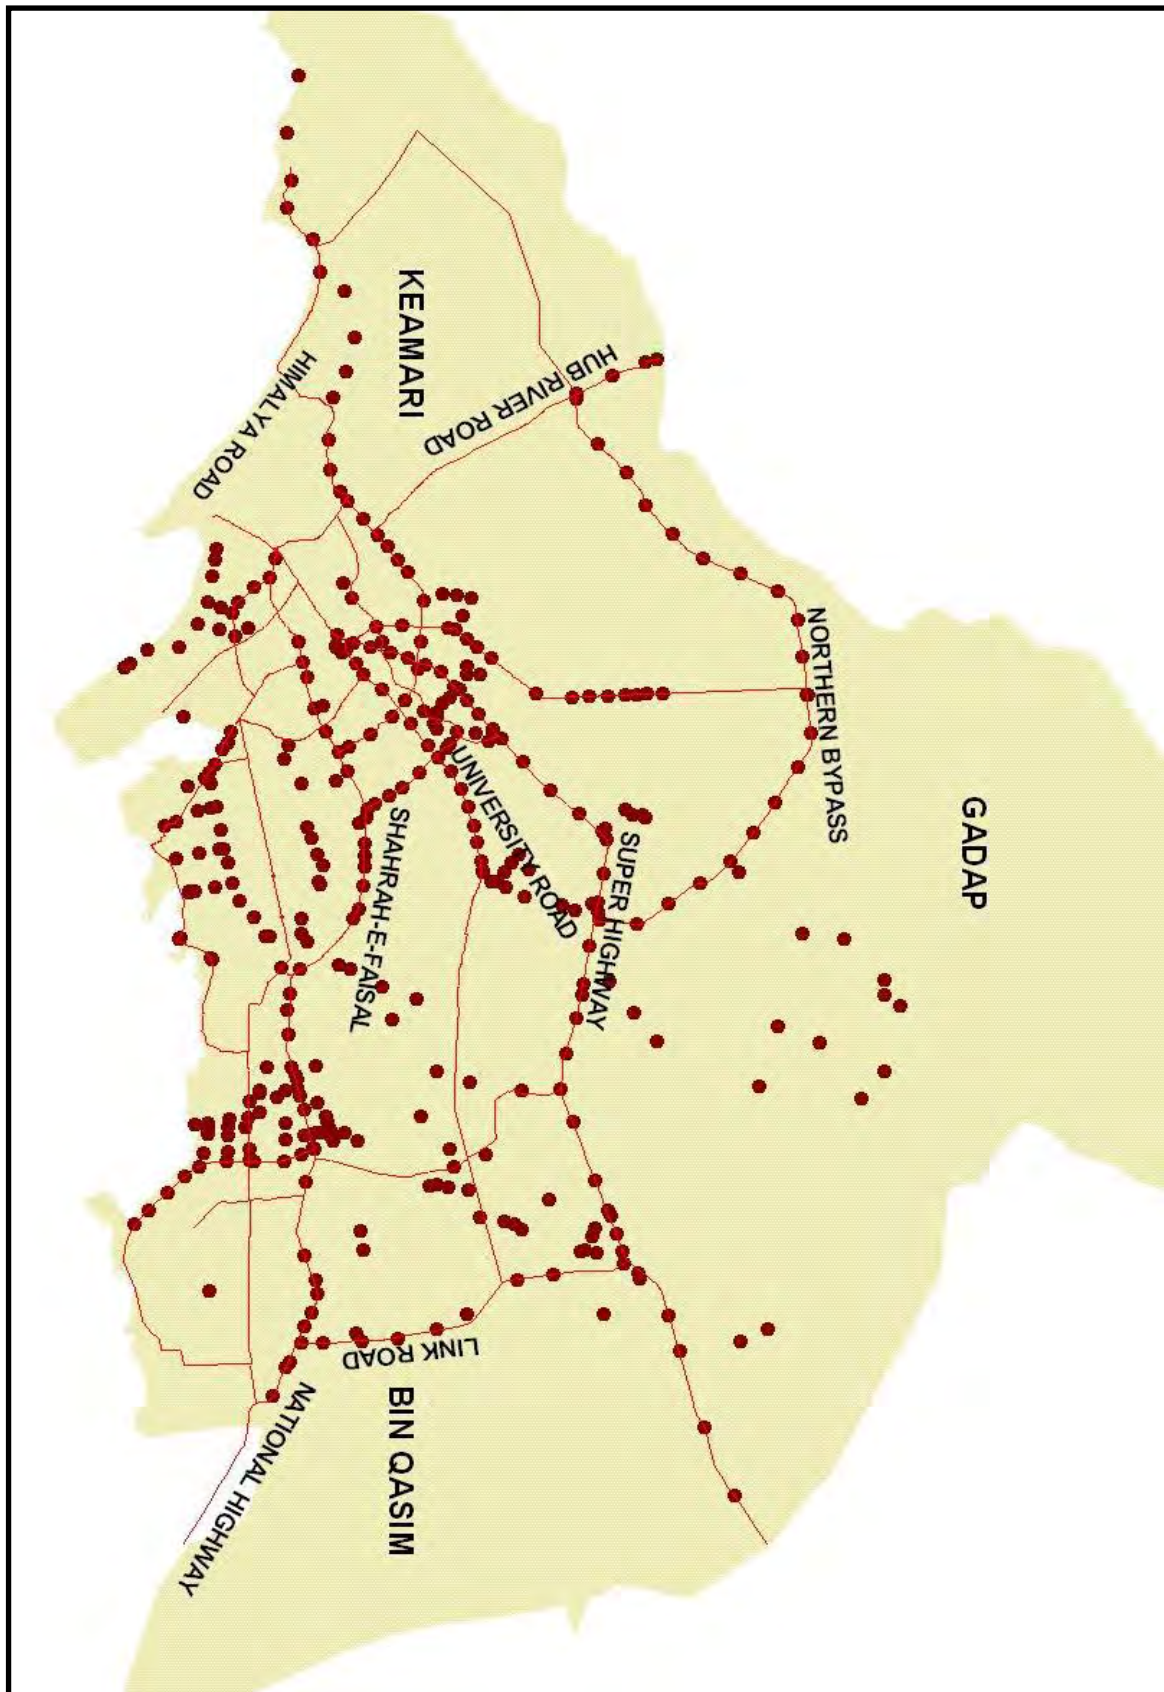 KEAMARI
HIMALYA ROAD
HUB RIVER ROAD
NORTHERN BYPASS
GADAP
UNIVERSITY ROAD
SUPER HIGHWAY
SHAHRAH-E-FAISAL
LINK ROAD
BIN QASIM
NATIONAL HIGHWAY